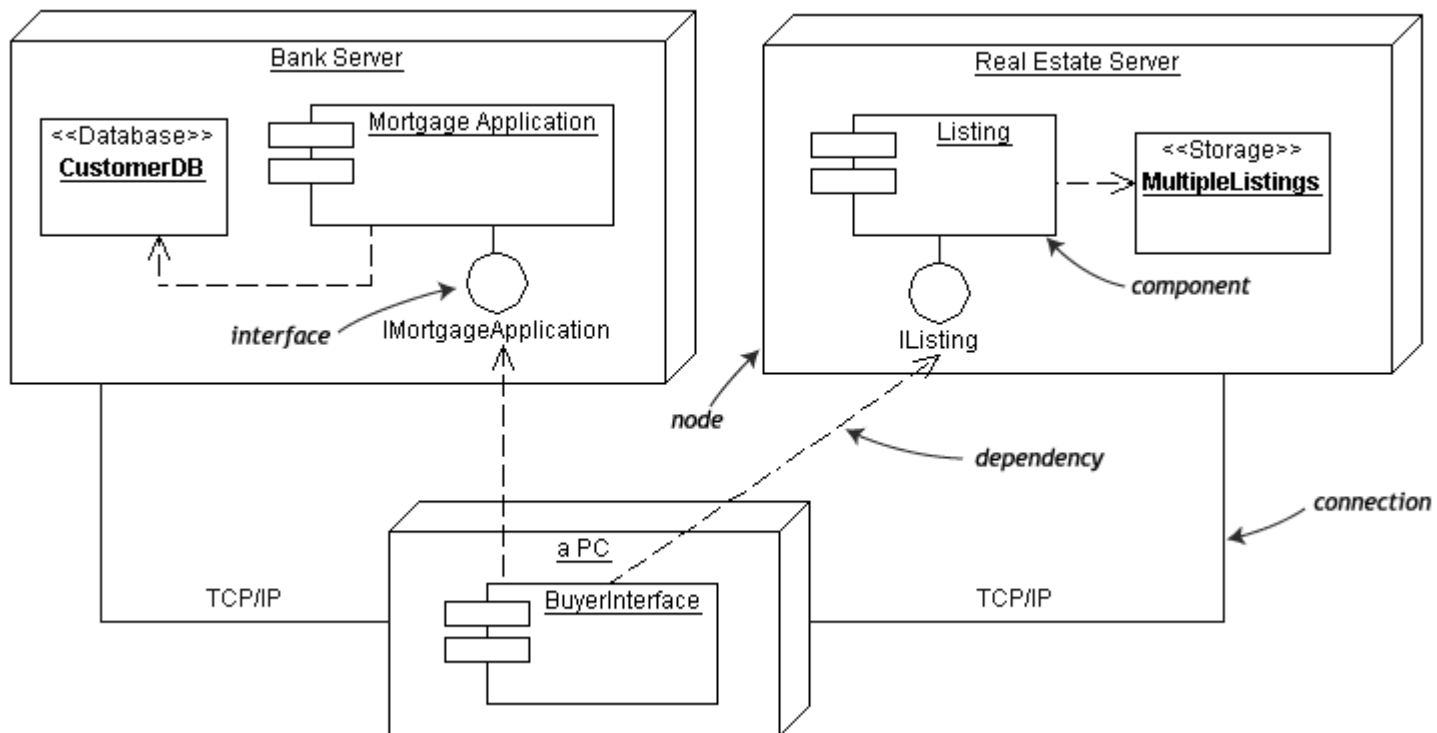 Bank Server
<<Database>>
CustomerDB
Mortgage Application
interface
IMortgageApplication
Real Estate Server
Listing
<<Storage>>
MultipleListings
component
IListing
node
dependency
connection
a PC
BuyerInterface
TCP/IP
TCP/IP